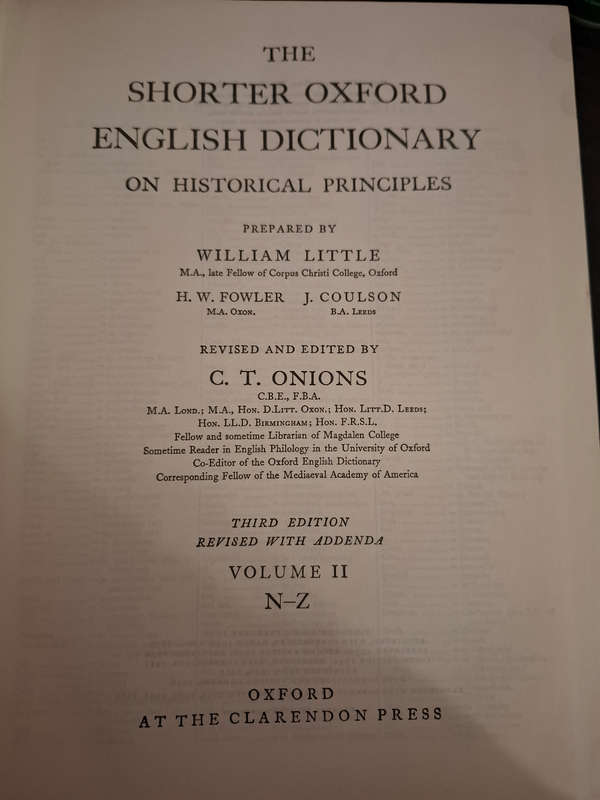 THE
SHORTER OXFORD
ENGLISH DICTIONARY
ON HISTORICAL PRINCIPLES
PREPARED BY
WILLIAM LITTLE
M.A., late Fellow of Corpus Christi College, Oxford
H. W. FOWLER J. COULSON
M.A. OXON. B.A. LEEDS
REVISED AND EDITED BY
C. T. ONIONS
C.B.E., F.B.A.
M.A. LOND.; M.A., HON. D.LITT. OXON.; HON. LITT.D. LEEDS;
HON. LL.D. BIRMINGHAM; HON. F.R.S.L.
Fellow and sometime Librarian of Magdalen College
Sometime Reader in English Philology in the University of Oxford
Co-Editor of the Oxford English Dictionary
Corresponding Fellow of the Mediaeval Academy of America
THIRD EDITION
REVISED WITH ADDENDA
VOLUME II
N–Z
OXFORD
AT THE CLARENDON PRESS